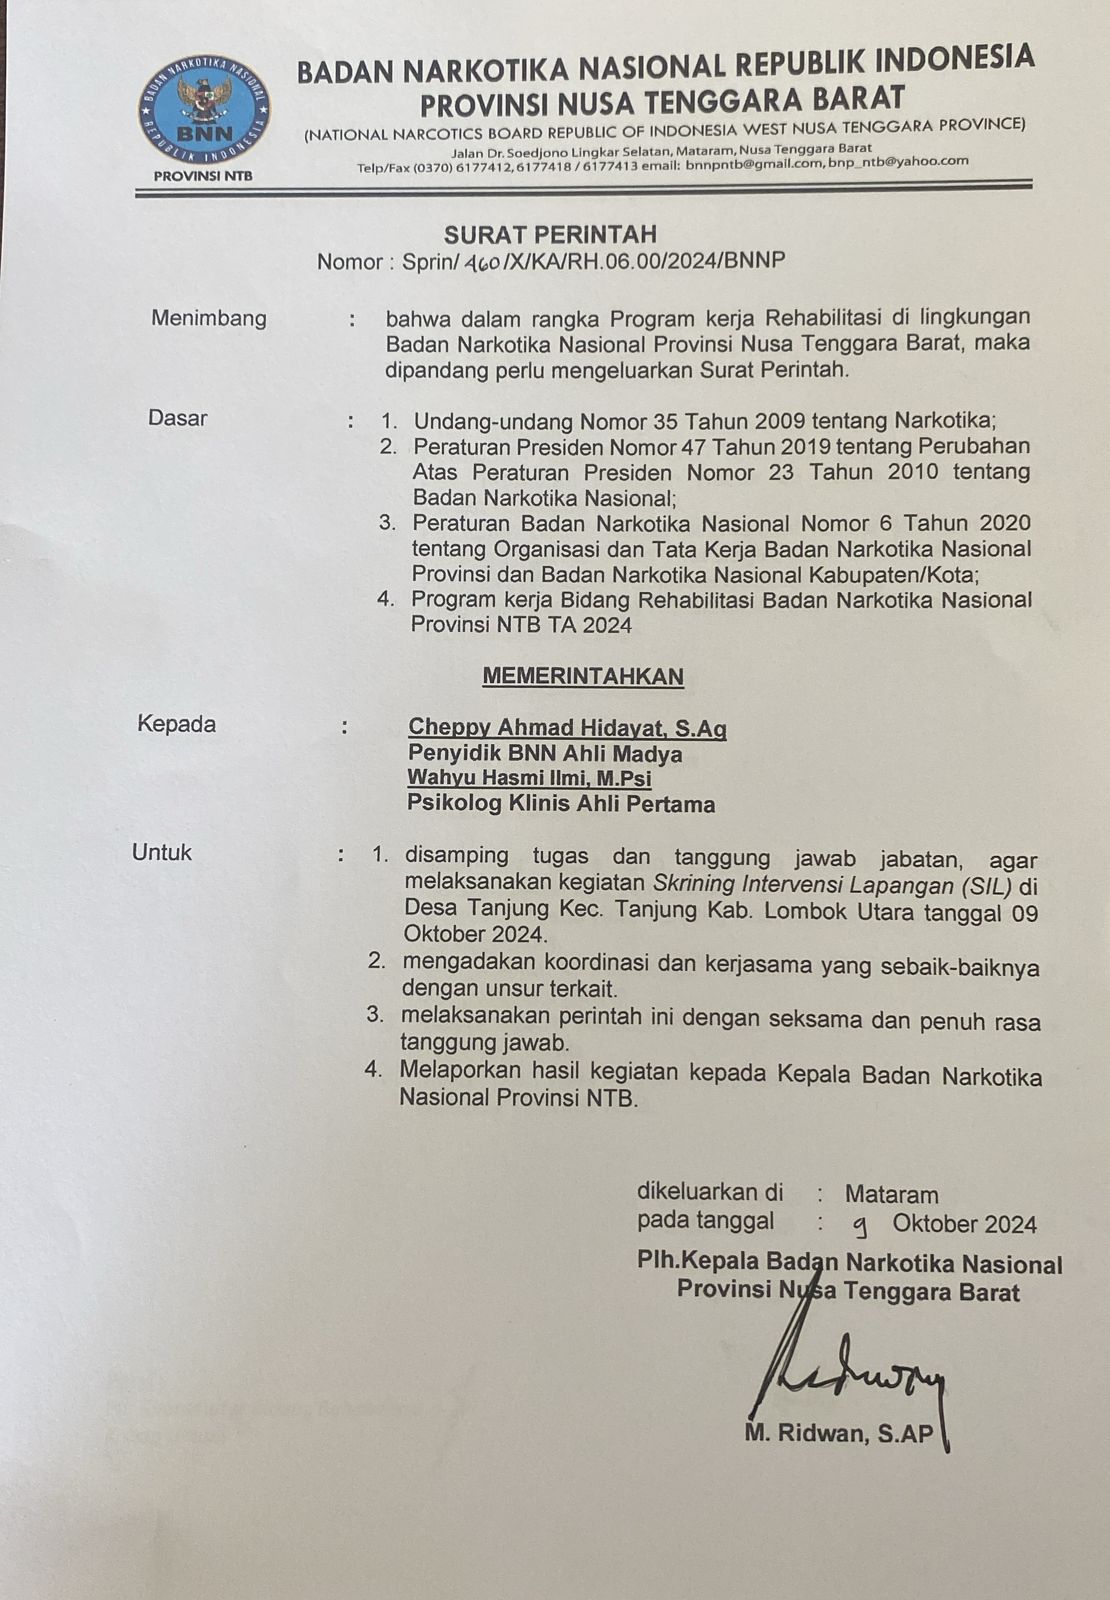 BADAN NARKOTIKA NASIONAL
REPUBLIK INDONESIA
BNN
PROVINSI NTB
BADAN NARKOTIKA NASIONAL REPUBLIK INDONESIA
PROVINSI NUSA TENGGARA BARAT
(NATIONAL NARCOTICS BOARD REPUBLIC OF INDONESIA WEST NUSA TENGGARA PROVINCE)
Jalan Dr. Soedjono Lingkar Selatan, Mataram, Nusa Tenggara Barat
Telp/Fax (0370) 6177412, 6177418 / 6177413 email: bnnpntb@gmail.com, bnp_ntb@yahoo.com
SURAT PERINTAH
Nomor : Sprin/ 460 /X/KA/RH.06.00/2024/BNNP
Menimbang : bahwa dalam rangka Program kerja Rehabilitasi di lingkungan
Badan Narkotika Nasional Provinsi Nusa Tenggara Barat, maka
dipandang perlu mengeluarkan Surat Perintah.
Dasar : 1. Undang-undang Nomor 35 Tahun 2009 tentang Narkotika;
2. Peraturan Presiden Nomor 47 Tahun 2019 tentang Perubahan
Atas Peraturan Presiden Nomor 23 Tahun 2010 tentang
Badan Narkotika Nasional;
3. Peraturan Badan Narkotika Nasional Nomor 6 Tahun 2020
tentang Organisasi dan Tata Kerja Badan Narkotika Nasional
Provinsi dan Badan Narkotika Nasional Kabupaten/Kota;
4. Program kerja Bidang Rehabilitasi Badan Narkotika Nasional
Provinsi NTB TA 2024
MEMERINTAHKAN
Kepada : Cheppy Ahmad Hidayat, S.Ag
Penyidik BNN Ahli Madya
Wahyu Hasmi Ilmi, M.Psi
Psikolog Klinis Ahli Pertama
Untuk : 1. disamping tugas dan tanggung jawab jabatan, agar
melaksanakan kegiatan Skrining Intervensi Lapangan (SIL) di
Desa Tanjung Kec. Tanjung Kab. Lombok Utara tanggal 09
Oktober 2024.
2. mengadakan koordinasi dan kerjasama yang sebaik-baiknya
dengan unsur terkait.
3. melaksanakan perintah ini dengan seksama dan penuh rasa
tanggung jawab.
4. Melaporkan hasil kegiatan kepada Kepala Badan Narkotika
Nasional Provinsi NTB.
dikeluarkan di : Mataram
pada tanggal : 9 Oktober 2024
Plh.Kepala Badan Narkotika Nasional
Provinsi Nusa Tenggara Barat
M. Ridwan, S.AP